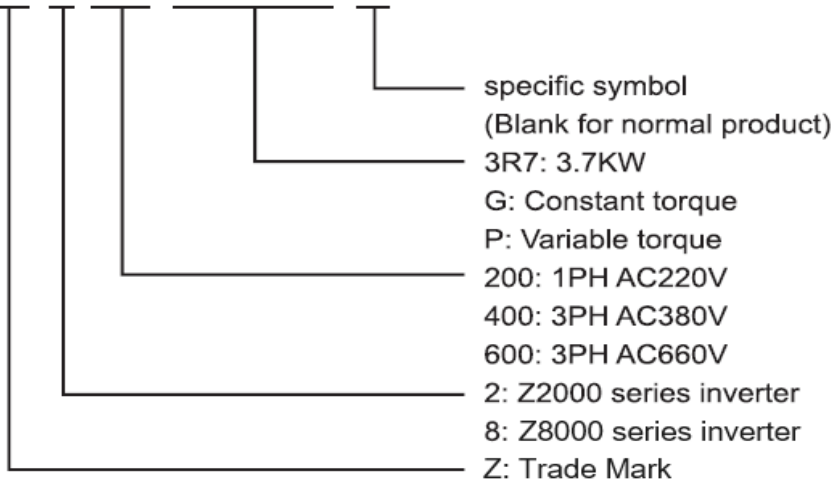 specific symbol
(Blank for normal product)
3R7: 3.7KW
G: Constant torque
P: Variable torque
200: 1PH AC220V
400: 3PH AC380V
600: 3PH AC660V
2: Z2000 series inverter
8: Z8000 series inverter
Z: Trade Mark